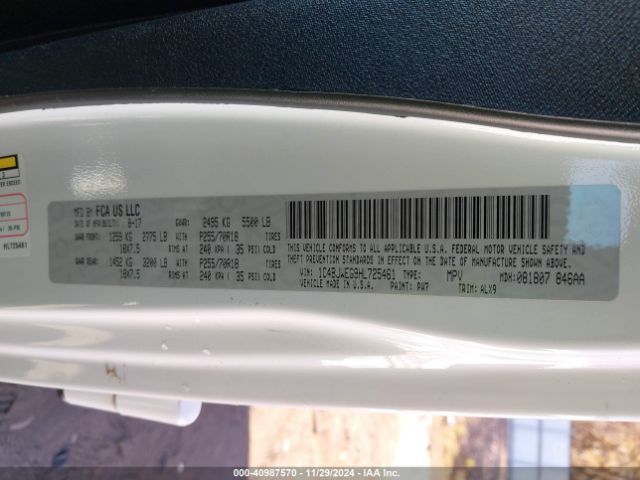 MFD BY FCA US LLC
DATE OF MFR/BUILT: 8-17 GVWR: 2495 KG 5500 LB
GAWR FRONT: 1259 KG 2775 LB WITH P255/70R18 TIRES
18X7.5 RIMS AT 240 KPA ( 35 PSI) COLD
GAWR REAR: 1452 KG 3200 LB WITH P255/70R18 TIRES
18X7.5 RIMS AT 240 KPA ( 35 PSI) COLD
THIS VEHICLE CONFORMS TO ALL APPLICABLE U.S.A. FEDERAL MOTOR VEHICLE SAFETY, BUMPER, AND
THEFT PREVENTION STANDARDS IN EFFECT ON THE DATE OF MANUFACTURE SHOWN ABOVE.
VIN: 1C4BJWEG9HL725461 MPV MDH: 081807 846AA
VEHICLE MADE IN U.S.A. PAINT: PW7 TRIM: ALX9
HL725461
000-40987570 - 11/29/2024 - IAA Inc.